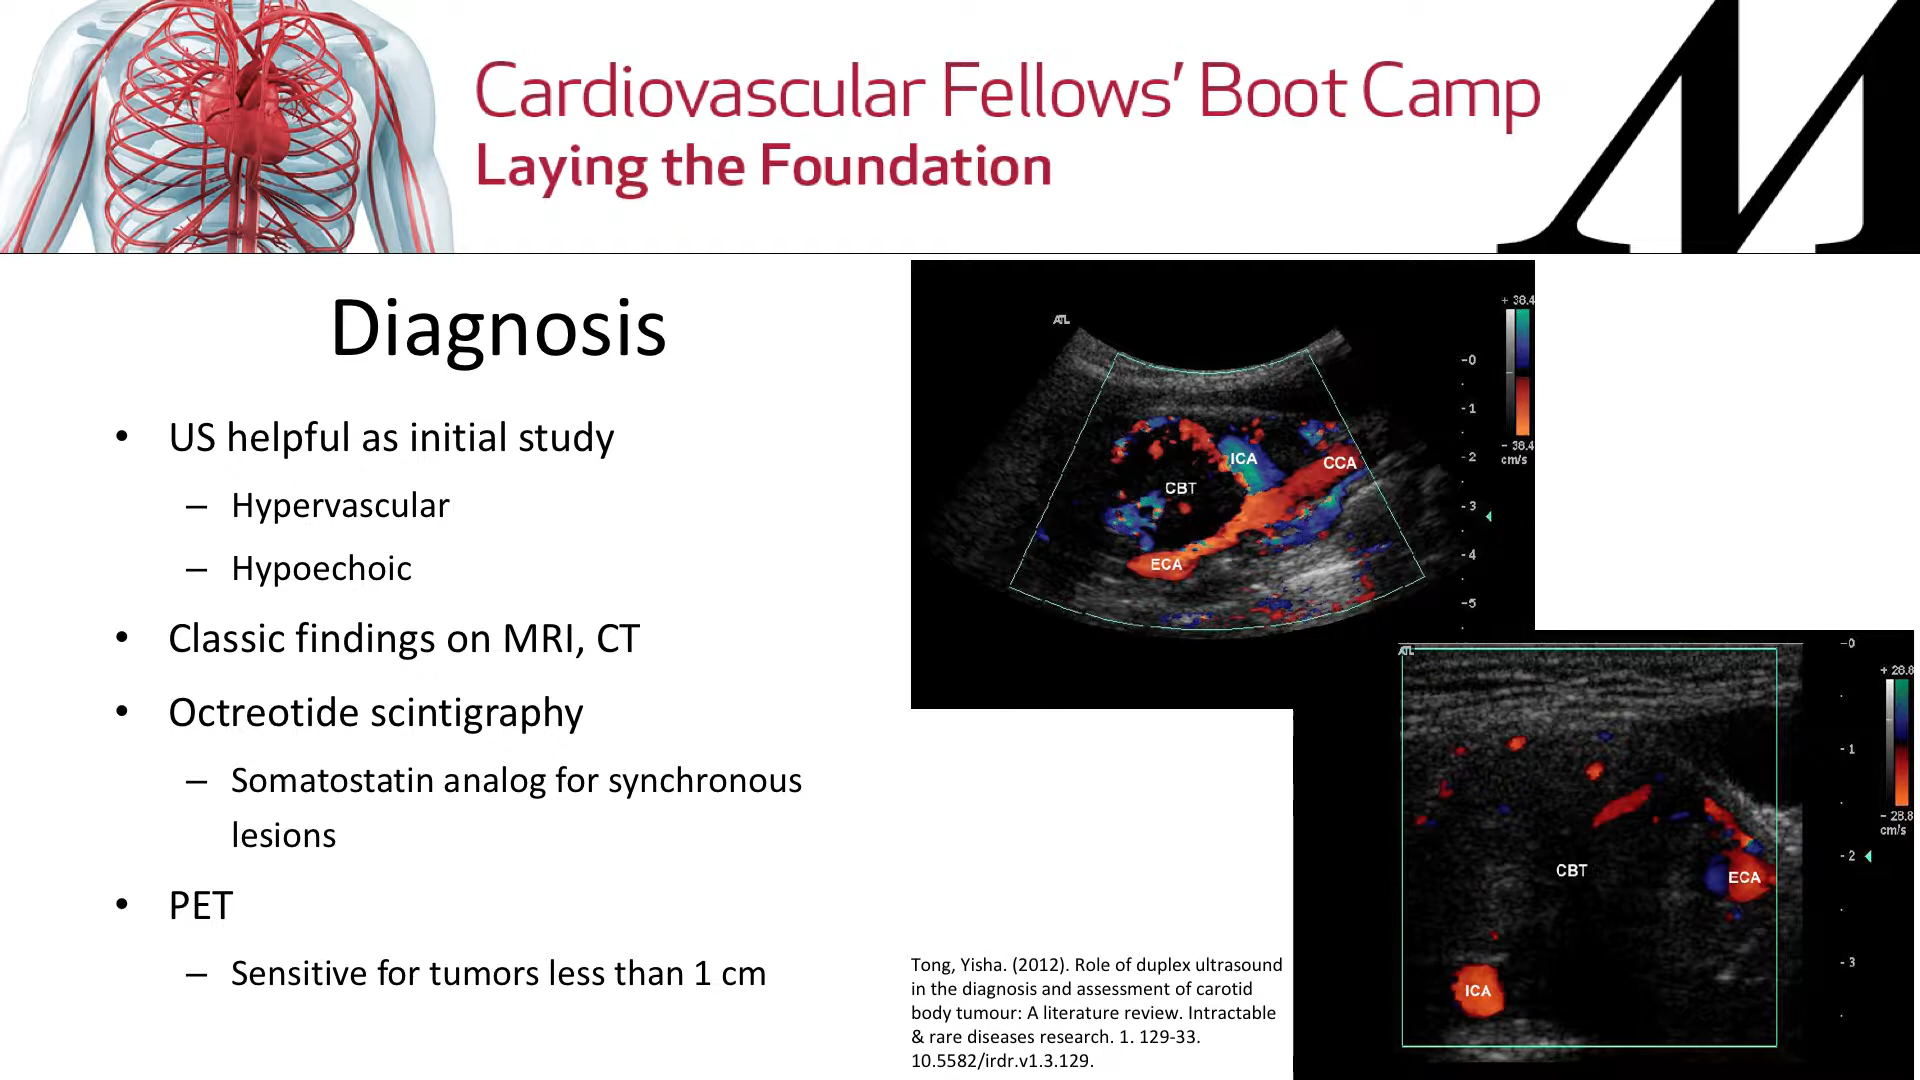 Cardiovascular Fellows' Boot Camp
Laying the Foundation
M
Diagnosis
• US helpful as initial study
– Hypervascular
– Hypoechoic
• Classic findings on MRI, CT
• Octreotide scintigraphy
– Somatostatin analog for synchronous
lesions
• PET
– Sensitive for tumors less than 1 cm
ATL
ICA
CCA
CBT
ECA
+ 38.4
- 38.4
cm/s
-0
-1
-2
-3
-4
-5
ATL
CBT
ECA
ICA
-0
-1
-2
-3
+ 28.8
- 28.8
cm/s
Tong, Yisha. (2012). Role of duplex ultrasound
in the diagnosis and assessment of carotid
body tumour: A literature review. Intractable
& rare diseases research. 1. 129-33.
10.5582/irdr.v1.3.129.